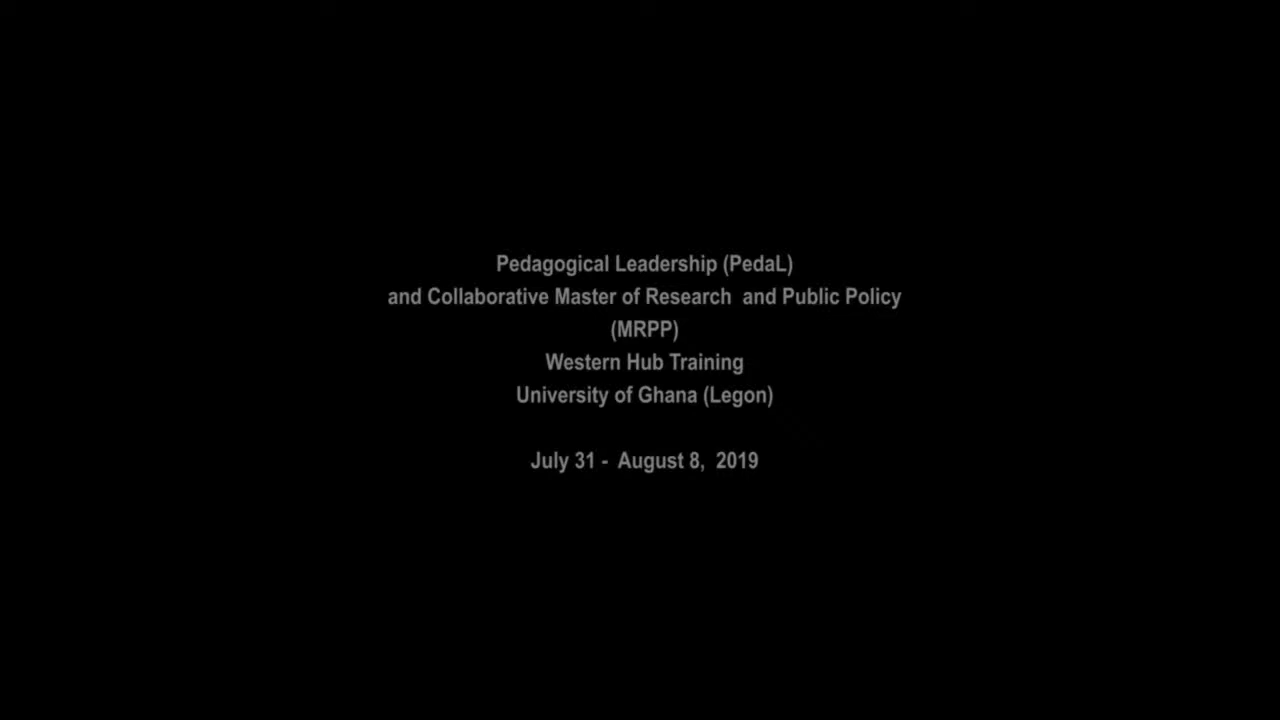 Pedagogical Leadership (PedaL)
and Collaborative Master of Research  and Public Policy
(MRPP)
Western Hub Training
University of Ghana (Legon)
July 31 -  August 8,  2019